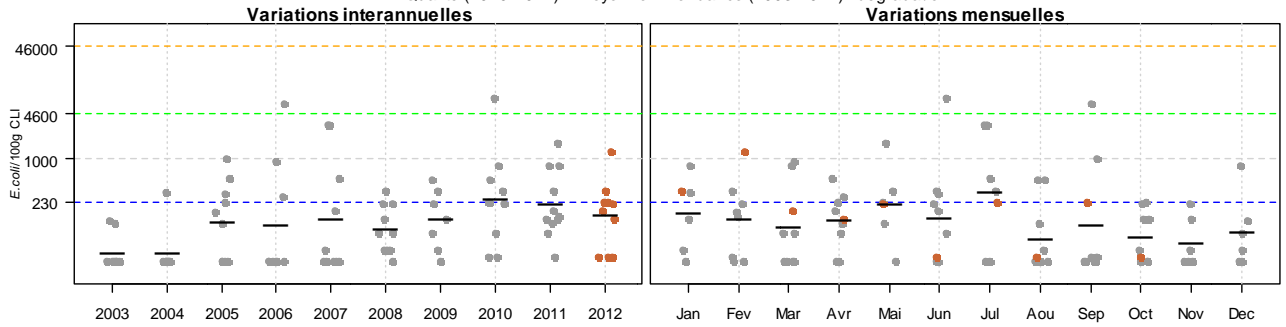 Variations interannuelles
Variations mensuelles
E.coli/100g CLI
46000
4600
1000
230
2003 2004 2005 2006 2007 2008 2009 2010 2011 2012
Jan Fev Mar Avr Mai Jun Jul Aou Sep Oct Nov Dec